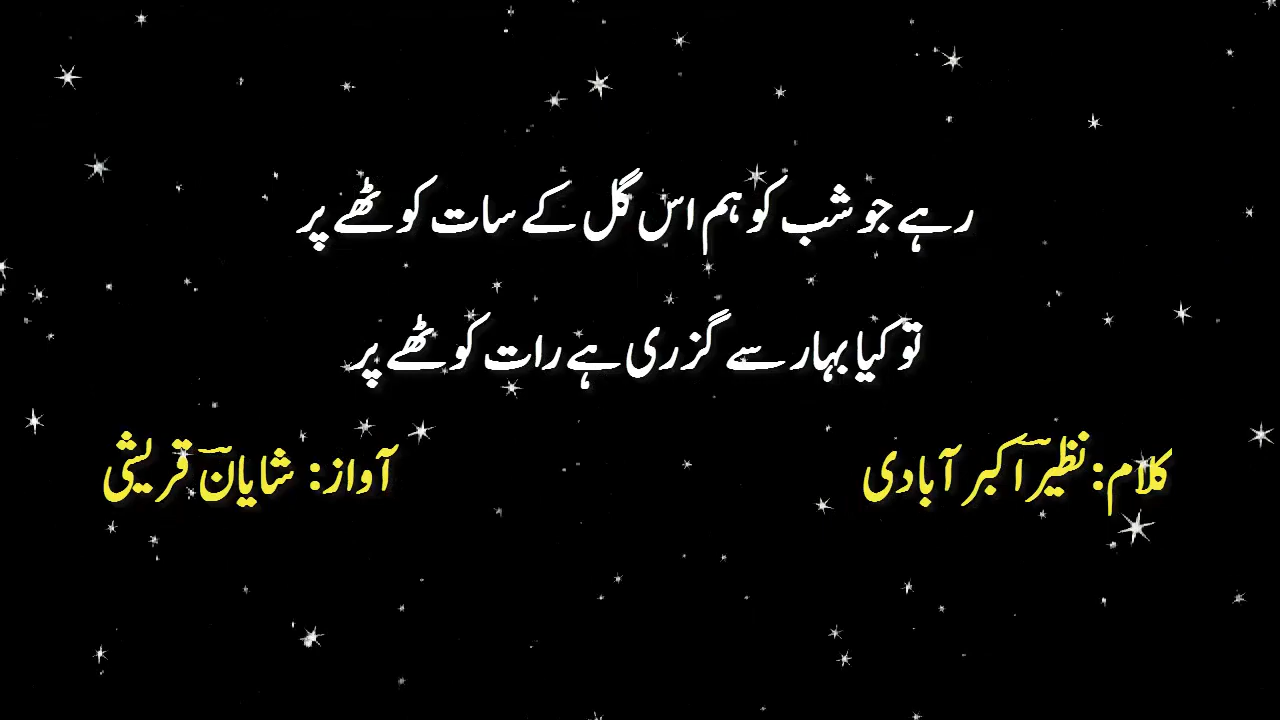 رہے جو شب کو ہم اس گل کے سات کوٹھے پر
تو کیا بہار سے گزری ہے رات کوٹھے پر
کلام: نظیرؔ اکبر آبادی
آواز: شایانؔ قریشی